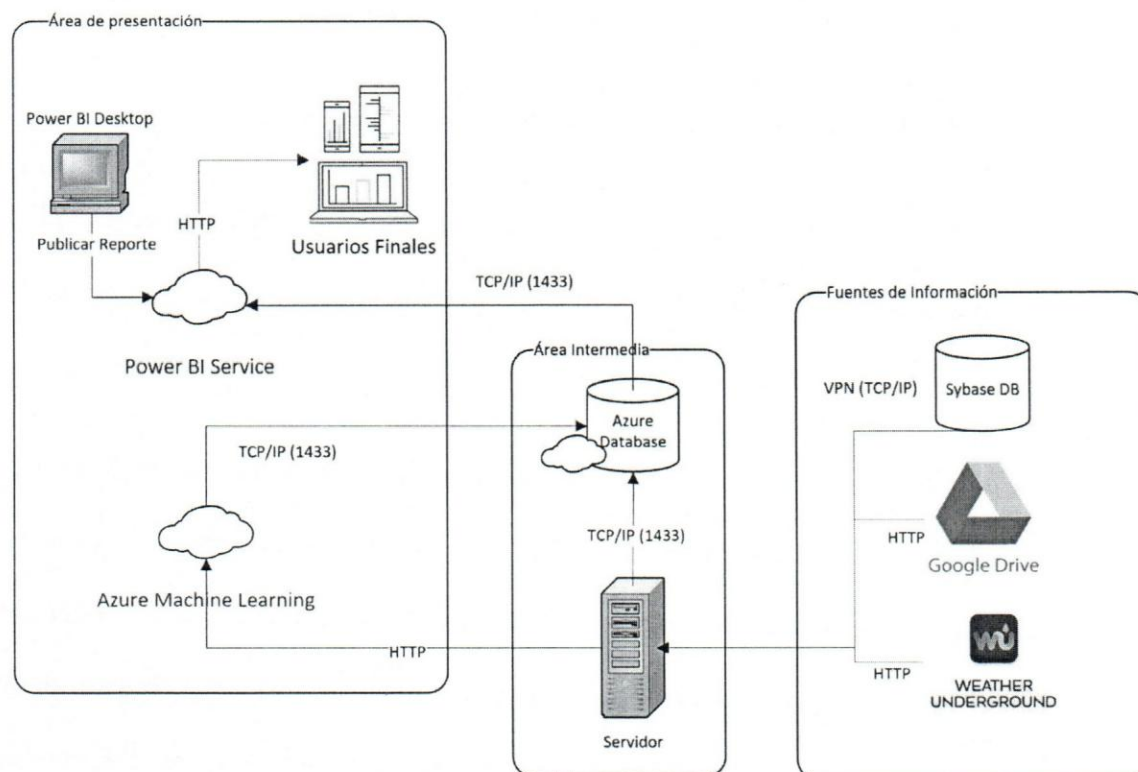 Área de presentación
Power BI Desktop
HTTP
Publicar Reporte
Usuarios Finales
Power BI Service
TCP/IP (1433)
Fuentes de Información
Área Intermedia
VPN (TCP/IP)
Sybase DB
Azure
Database
TCP/IP (1433)
TCP/IP (1433)
HTTP
Google Drive
Azure Machine Learning
HTTP
Servidor
HTTP
WU
WEATHER
UNDERGROUND